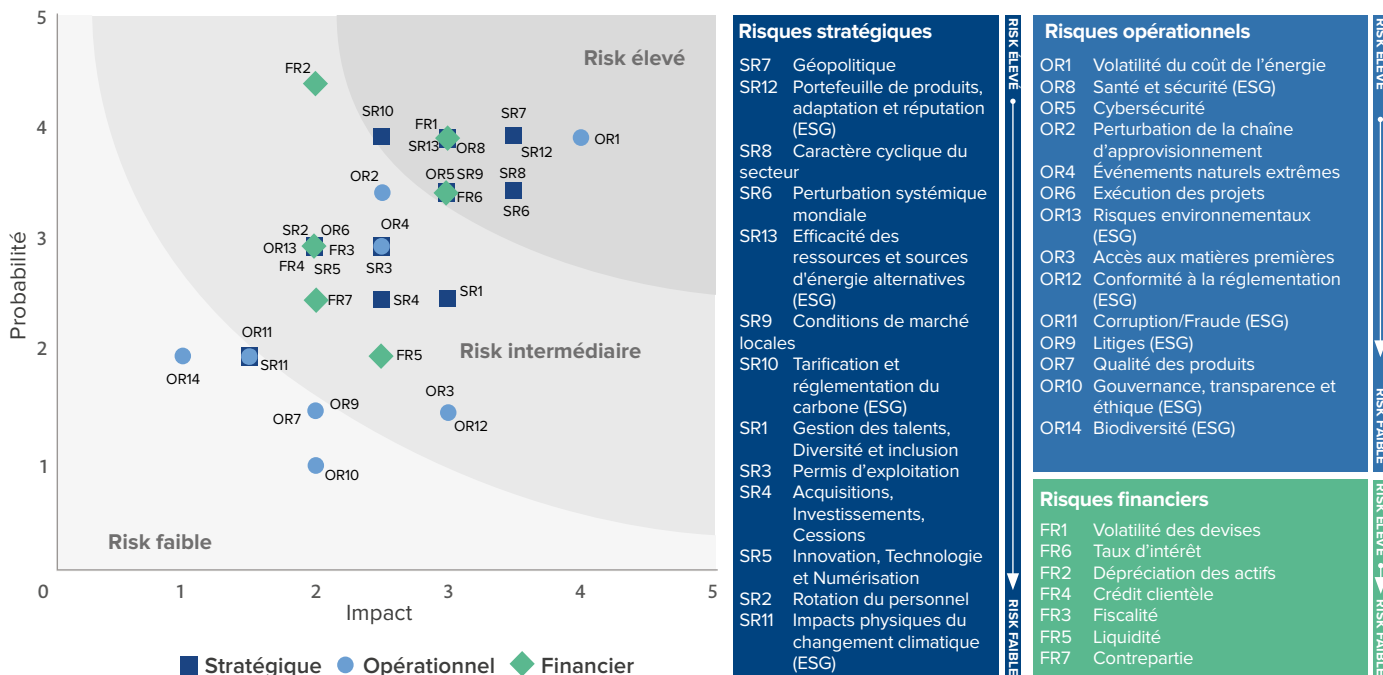 5
4
3
2
1
0
1
2
3
4
5
Probabilité
Impact
Risk élevé
Risk intermédiaire
Risk faible
FR2
SR10
FR1
SR13
OR8
SR7
SR12
OR1
OR2
OR5
SR9
FR6
SR8
SR6
SR2
OR6
OR13
FR3
FR4
SR5
OR4
SR3
FR7
SR4
SR1
OR11
SR11
OR14
FR5
OR9
OR7
OR3
OR12
OR10
Stratégique
Opérationnel
Financier
Risques stratégiques
SR7 Géopolitique
SR12 Portefeuille de produits,
adaptation et réputation
(ESG)
SR8 Caractère cyclique du
secteur
SR6 Perturbation systémique
mondiale
SR13 Efficacité des
ressources et sources
d'énergie alternatives
(ESG)
SR9 Conditions de marché
locales
SR10 Tarification et
réglementation du
carbone (ESG)
SR1 Gestion des talents,
Diversité et inclusion
SR3 Permis d'exploitation
SR4 Acquisitions,
Investissements,
Cessions
SR5 Innovation, Technologie
et Numérisation
SR2 Rotation du personnel
SR11 Impacts physiques du
changement climatique
(ESG)
RISK ÉLEVÉ
RISK FAIBLE
Risques opérationnels
OR1 Volatilité du coût de l'énergie
OR8 Santé et sécurité (ESG)
OR5 Cybersécurité
OR2 Perturbation de la chaîne
d'approvisionnement
OR4 Événements naturels extrêmes
OR6 Exécution des projets
OR13 Risques environnementaux
(ESG)
OR3 Accès aux matières premières
OR12 Conformité à la réglementation
(ESG)
OR11 Corruption/Fraude (ESG)
OR9 Litiges (ESG)
OR7 Qualité des produits
OR10 Gouvernance, transparence et
éthique (ESG)
OR14 Biodiversité (ESG)
RISK ÉLEVÉ
RISK FAIBLE
Risques financiers
FR1 Volatilité des devises
FR6 Taux d'intérêt
FR2 Dépréciation des actifs
FR4 Crédit clientèle
FR3 Fiscalité
FR5 Liquidité
FR7 Contrepartie
RISK ÉLEVÉ
RISK FAIBLE